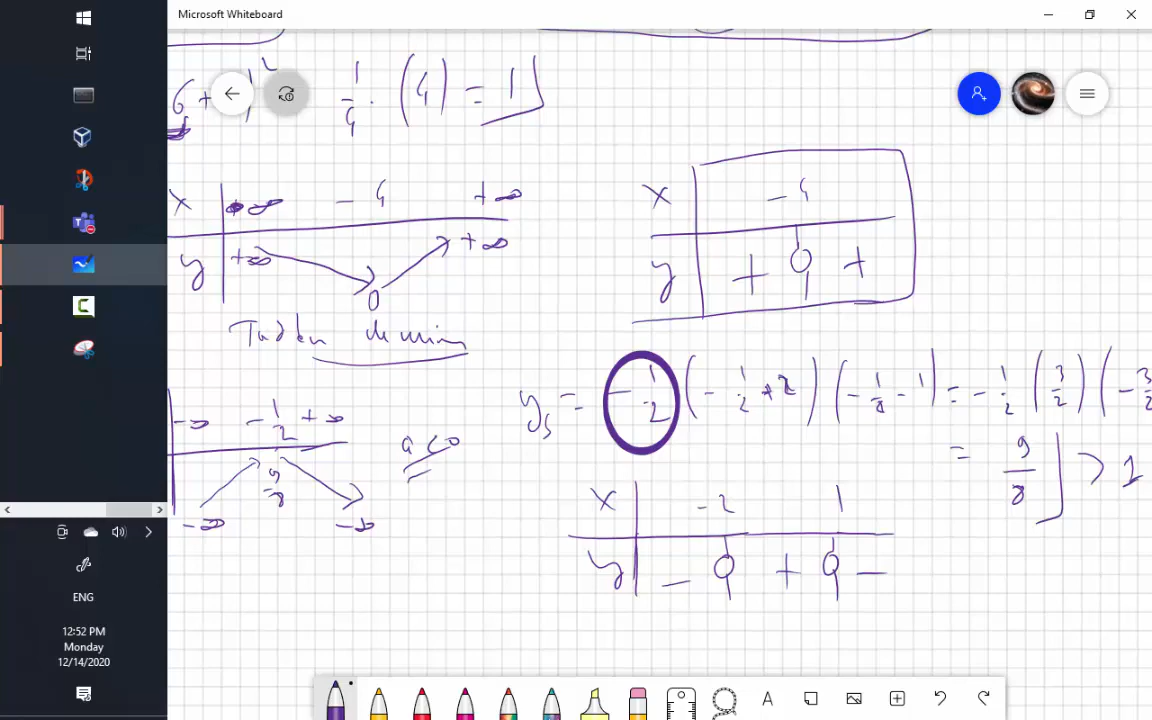 Microsoft Whiteboard
1/4 · (4) = 1
x | -∞ -4 +∞
y | +∞ 0 +∞
x | -4
y | + 0 +
y_s = -1/2 (-1/2 + 2) (-1/2 - 1) = -1/2 (3/2) (-3/2
= 9/8 > 1
-∞ -1/2 +∞
9/8
-∞ -∞
a < 0
x | -2 1
y | - 0 + 0 -
ENG
12:52 PM
Monday
12/14/2020